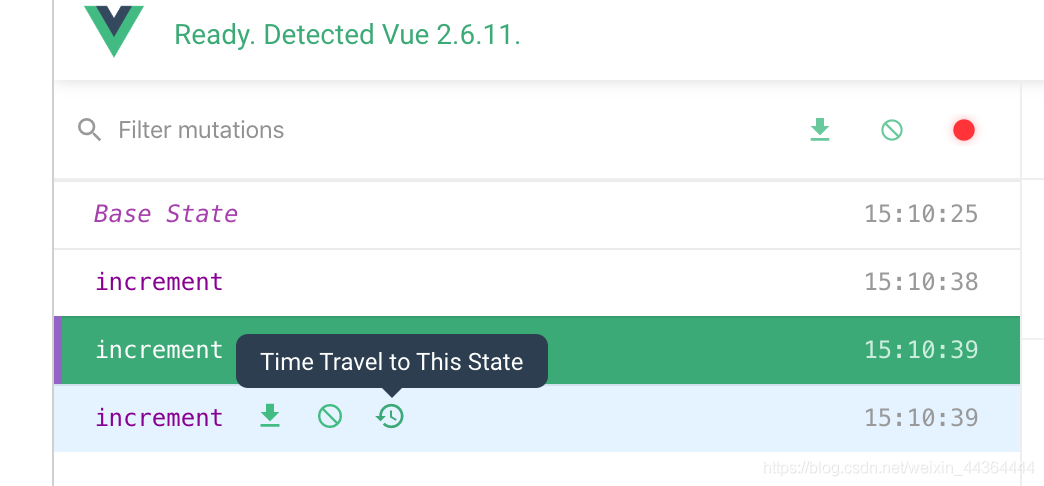 Ready. Detected Vue 2.6.11.
Filter mutations
Base State 15:10:25
increment 15:10:38
increment 15:10:39
Time Travel to This State
increment 15:10:39
https://blog.csdn.net/weixin_44364444